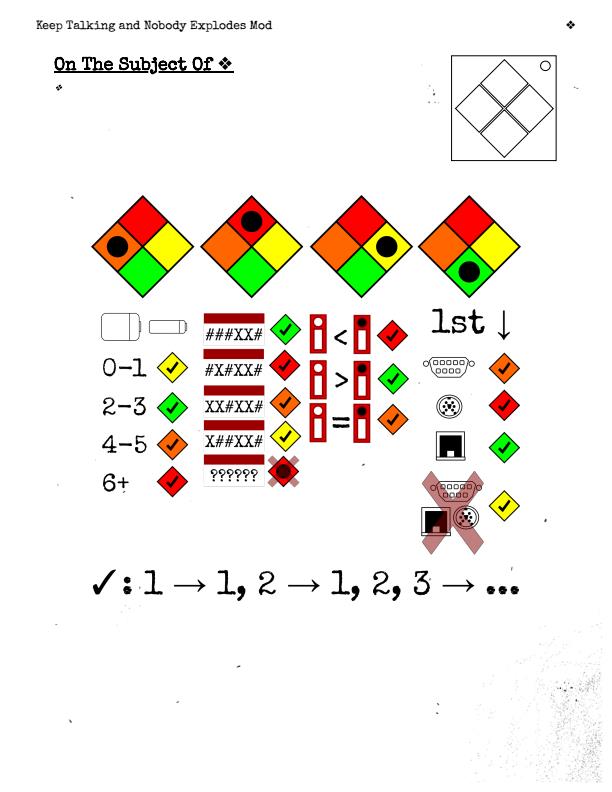 Keep Talking and Nobody Explodes Mod ❖
On The Subject Of ❖
❖
1st ↓
###XX#
<
0-1
#X#XX#
>
2-3
XX#XX#
=
4-5
X##XX#
6+
??????
✓: 1 → 1, 2 → 1, 2, 3 → ...